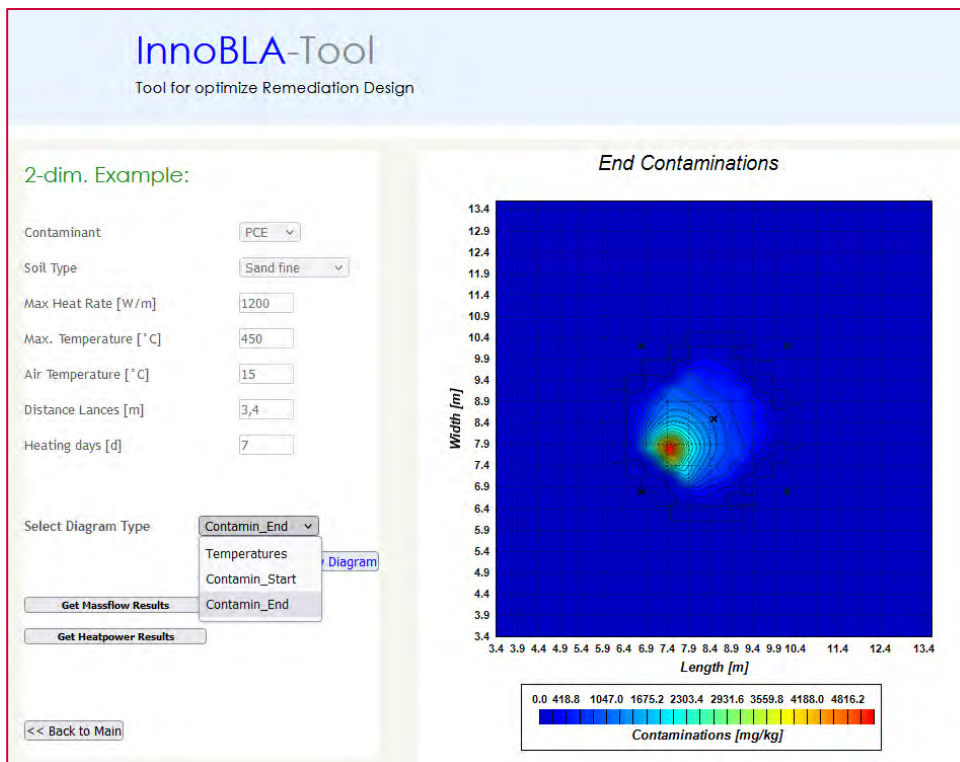 InnoBLA-Tool
Tool for optimize Remediation Design
2-dim. Example:
Contaminant PCE
Soil Type Sand fine
Max Heat Rate [W/m] 1200
Max. Temperature [˚C] 450
Air Temperature [˚C] 15
Distance Lances [m] 3,4
Heating days [d] 7
Select Diagram Type Contamin_End
Temperatures
Contamin_Start
Contamin_End
Diagram
Get Massflow Results
Get Heatpower Results
<< Back to Main
End Contaminations
13.4
12.9
12.4
11.9
11.4
10.9
10.4
9.9
9.4
8.9
8.4
7.9
7.4
6.9
6.4
5.9
5.4
4.9
4.4
3.9
3.4
Width [m]
3.4 3.9 4.4 4.9 5.4 5.9 6.4 6.9 7.4 7.9 8.4 8.9 9.4 9.9 10.4 11.4 12.4 13.4
Length [m]
0.0 418.8 1047.0 1675.2 2303.4 2931.6 3559.8 4188.0 4816.2
Contaminations [mg/kg]